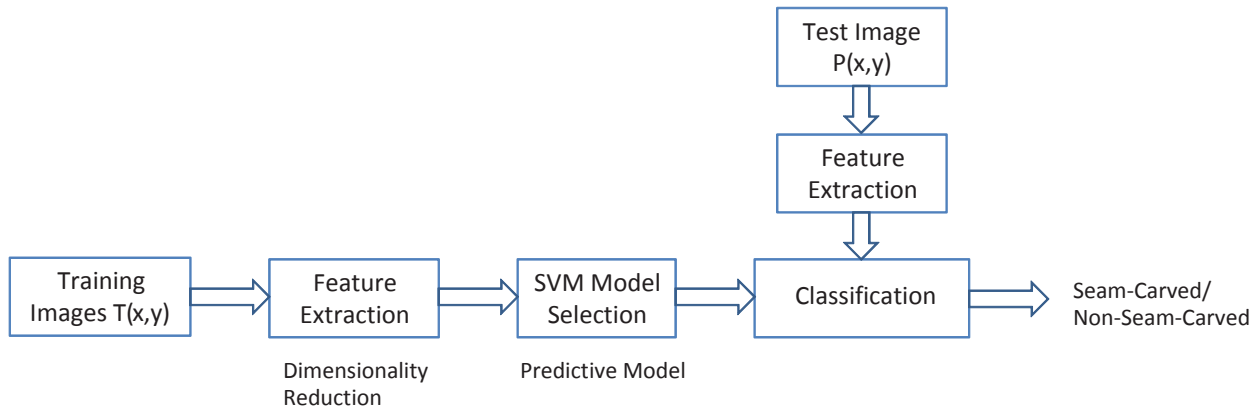 Test Image
P(x,y)
Feature
Extraction
Training
Images T(x,y)
Feature
Extraction
SVM Model
Selection
Classification
Seam-Carved/
Non-Seam-Carved
Dimensionality
Reduction
Predictive Model